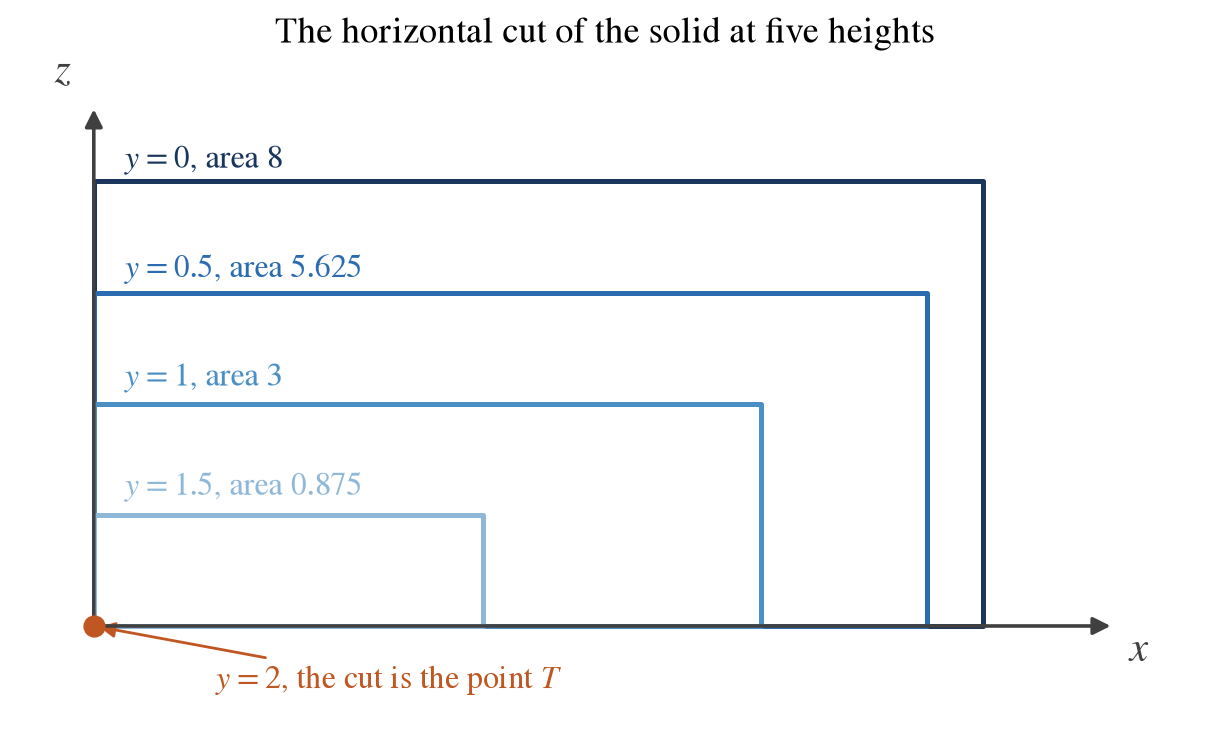 The horizontal cut of the solid at five heights
z
y = 0, area 8
y = 0.5, area 5.625
y = 1, area 3
y = 1.5, area 0.875
x
y = 2, the cut is the point T